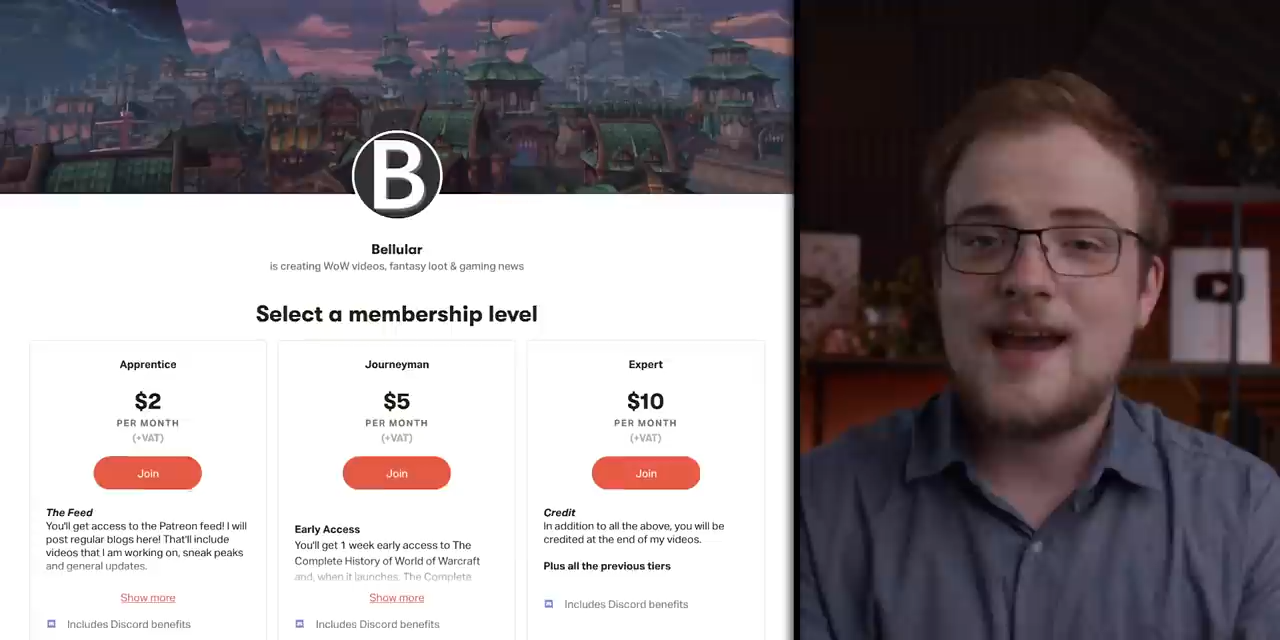 B
Bellular
is creating WoW videos, fantasy loot & gaming news
Select a membership level
Apprentice
$2
PER MONTH
(+VAT)
Join
The Feed
You'll get access to the Patreon feed! I will
post regular blogs here! That'll include
videos that I am working on, sneak peaks
and general updates.
Show more
Includes Discord benefits
Journeyman
$5
PER MONTH
(+VAT)
Join
Early Access
You'll get 1 week early access to The
Complete History of World of Warcraft
and, when it launches, The Complete
Show more
Includes Discord benefits
Expert
$10
PER MONTH
(+VAT)
Join
Credit
In addition to all the above, you will be
credited at the end of my videos.
Plus all the previous tiers
Includes Discord benefits